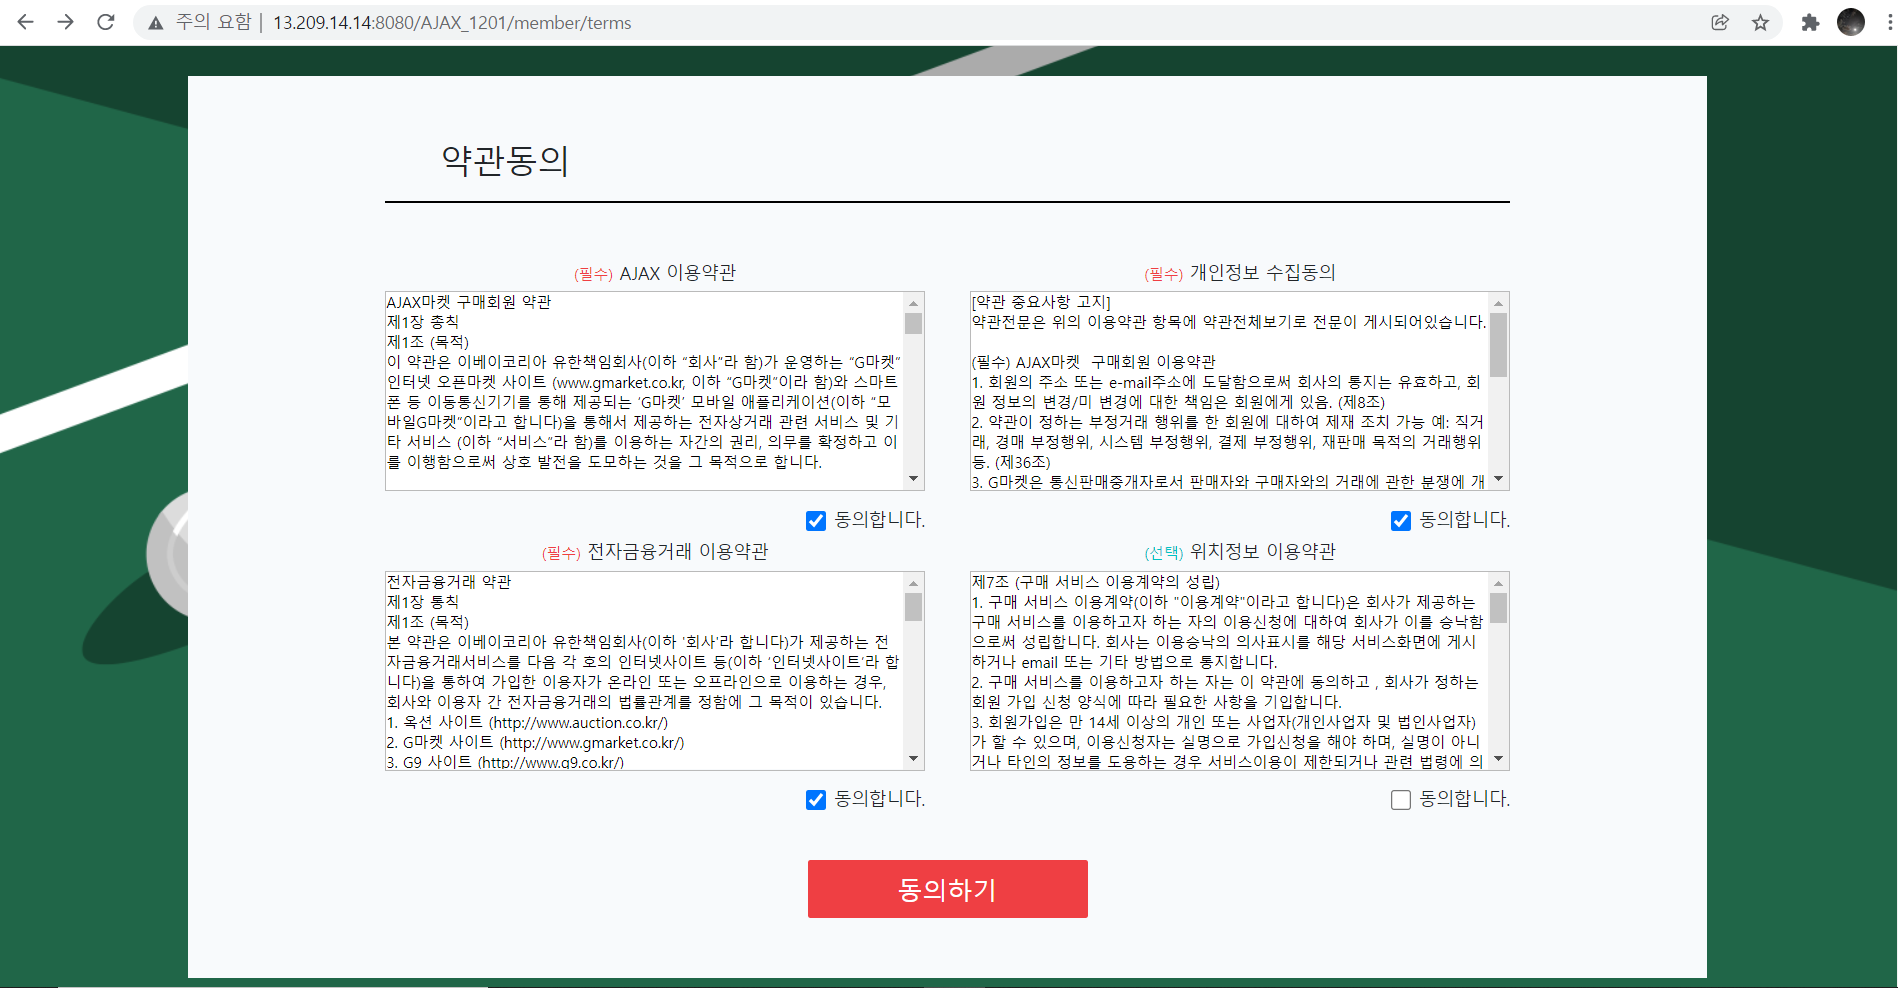 주의 요함 | 13.209.14.14:8080/AJAX_1201/member/terms
약관동의
(필수) AJAX 이용약관
AJAX마켓 구매회원 약관
제1장 총칙
제1조 (목적)
이 약관은 이베이코리아 유한책임회사(이하 “회사”라 함)가 운영하는 “G마켓”
인터넷 오픈마켓 사이트 (www.gmarket.co.kr, 이하 “G마켓”이라 함)와 스마트
폰 등 이동통신기기를 통해 제공되는 ‘G마켓’ 모바일 애플리케이션(이하 “모
바일G마켓”이라고 합니다)을 통해서 제공하는 전자상거래 관련 서비스 및 기
타 서비스 (이하 “서비스”라 함)를 이용하는 자간의 권리, 의무를 확정하고 이
를 이행함으로써 상호 발전을 도모하는 것을 그 목적으로 합니다.
동의합니다.
(필수) 개인정보 수집동의
[약관 중요사항 고지]
약관전문은 위의 이용약관 항목에 약관전체보기로 전문이 게시되어있습니다.
(필수) AJAX마켓  구매회원 이용약관
1. 회원의 주소 또는 e-mail주소에 도달함으로써 회사의 통지는 유효하고, 회
원 정보의 변경/미 변경에 대한 책임은 회원에게 있음. (제8조)
2. 약관이 정하는 부정거래 행위를 한 회원에 대하여 제재 조치 가능 예: 직거
래, 경매 부정행위, 시스템 부정행위, 결제 부정행위, 재판매 목적의 거래행위
등. (제36조)
3. G마켓은 통신판매중개자로서 판매자와 구매자와의 거래에 관한 분쟁에 개
동의합니다.
(필수) 전자금융거래 이용약관
전자금융거래 약관
제1장 통칙
제1조 (목적)
본 약관은 이베이코리아 유한책임회사(이하 '회사'라 합니다)가 제공하는 전
자금융거래서비스를 다음 각 호의 인터넷사이트 등(이하 ‘인터넷사이트’라 합
니다)을 통하여 가입한 이용자가 온라인 또는 오프라인으로 이용하는 경우,
회사와 이용자 간 전자금융거래의 법률관계를 정함에 그 목적이 있습니다.
1. 옥션 사이트 (http://www.auction.co.kr/)
2. G마켓 사이트 (http://www.gmarket.co.kr/)
3. G9 사이트 (http://www.g9.co.kr/)
동의합니다.
(선택) 위치정보 이용약관
제7조 (구매 서비스 이용계약의 성립)
1. 구매 서비스 이용계약(이하 "이용계약"이라고 합니다)은 회사가 제공하는
구매 서비스를 이용하고자 하는 자의 이용신청에 대하여 회사가 이를 승낙함
으로써 성립합니다. 회사는 이용승낙의 의사표시를 해당 서비스화면에 게시
하거나 email 또는 기타 방법으로 통지합니다.
2. 구매 서비스를 이용하고자 하는 자는 이 약관에 동의하고 , 회사가 정하는
회원 가입 신청 양식에 따라 필요한 사항을 기입합니다.
3. 회원가입은 만 14세 이상의 개인 또는 사업자(개인사업자 및 법인사업자)
가 할 수 있으며, 이용신청자는 실명으로 가입신청을 해야 하며, 실명이 아니
거나 타인의 정보를 도용하는 경우 서비스이용이 제한되거나 관련 법령에 의
동의합니다.
동의하기